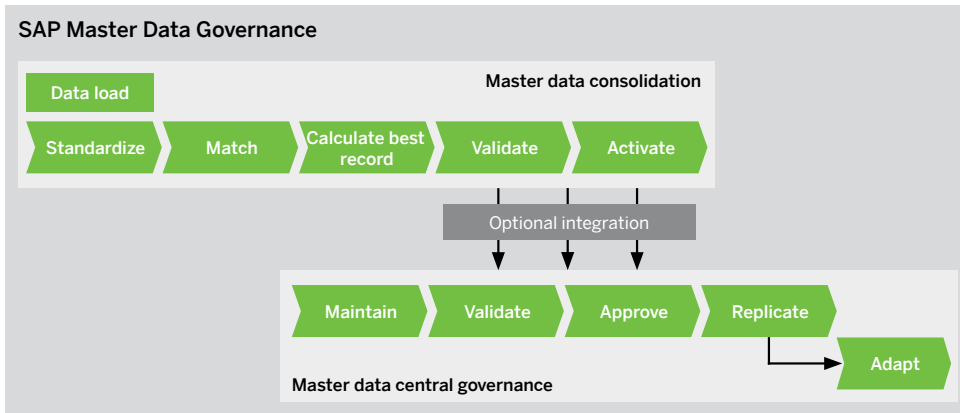 SAP Master Data Governance
Master data consolidation
Data load
Standardize
Match
Calculate best
record
Validate
Activate
Optional integration
Maintain
Validate
Approve
Replicate
Adapt
Master data central governance